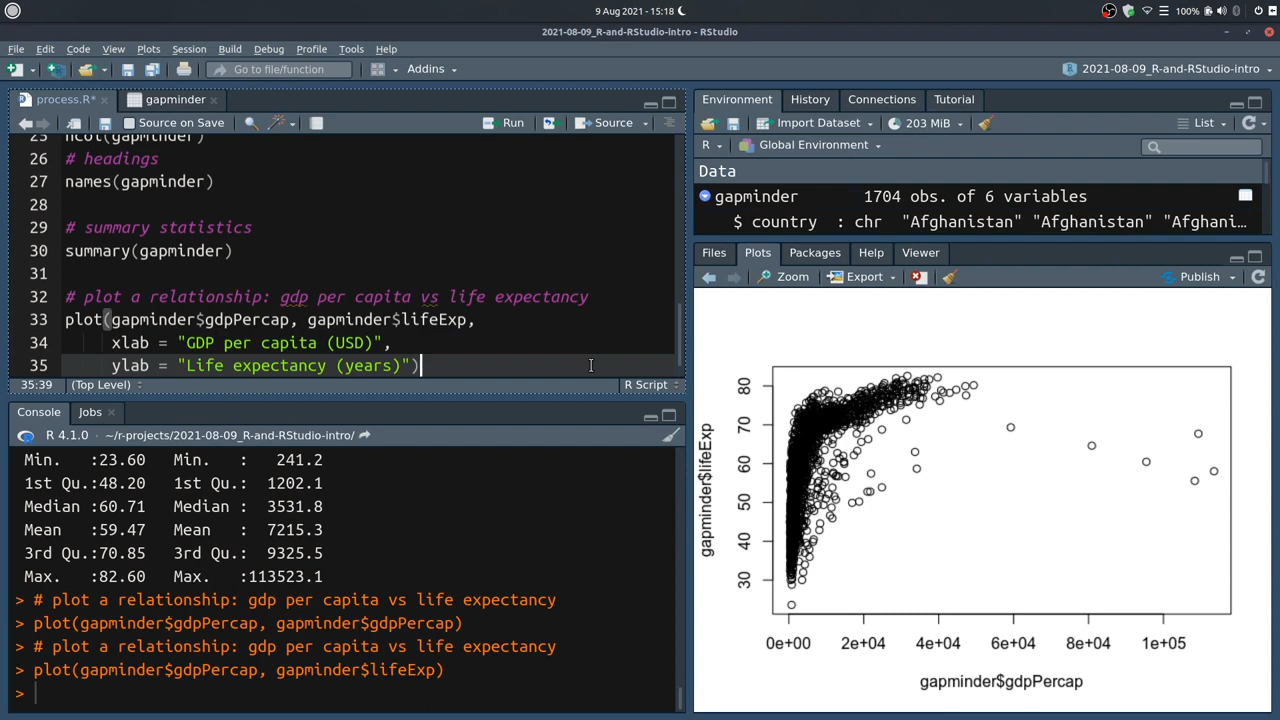 9 Aug 2021 - 15:18
100%
2021-08-09_R-and-RStudio-intro - RStudio
File Edit Code View Plots Session Build Debug Profile Tools Help
Go to file/function
Addins
2021-08-09_R-and-RStudio-intro
process.R*
gapminder
Source on Save
Run
Source
26 # headings
27 names(gapminder)
28
29 # summary statistics
30 summary(gapminder)
31
32 # plot a relationship: gdp per capita vs life expectancy
33 plot(gapminder$gdpPercap, gapminder$lifeExp,
34 xlab = "GDP per capita (USD)",
35 ylab = "Life expectancy (years)")
35:39 (Top Level) R Script
Console Jobs
R 4.1.0 · ~/r-projects/2021-08-09_R-and-RStudio-intro/
Min. :23.60 Min. : 241.2
1st Qu.:48.20 1st Qu.: 1202.1
Median :60.71 Median : 3531.8
Mean :59.47 Mean : 7215.3
3rd Qu.:70.85 3rd Qu.: 9325.5
Max. :82.60 Max. :113523.1
> # plot a relationship: gdp per capita vs life expectancy
> plot(gapminder$gdpPercap, gapminder$gdpPercap)
> # plot a relationship: gdp per capita vs life expectancy
> plot(gapminder$gdpPercap, gapminder$lifeExp)
>
Environment History Connections Tutorial
Import Dataset 203 MiB List
R Global Environment
Data
gapminder 1704 obs. of 6 variables
$ country : chr "Afghanistan" "Afghanistan" "Afghani…
Files Plots Packages Help Viewer
Zoom Export Publish
gapminder$lifeExp
80
70
60
50
40
30
0e+00 2e+04 4e+04 6e+04 8e+04 1e+05
gapminder$gdpPercap